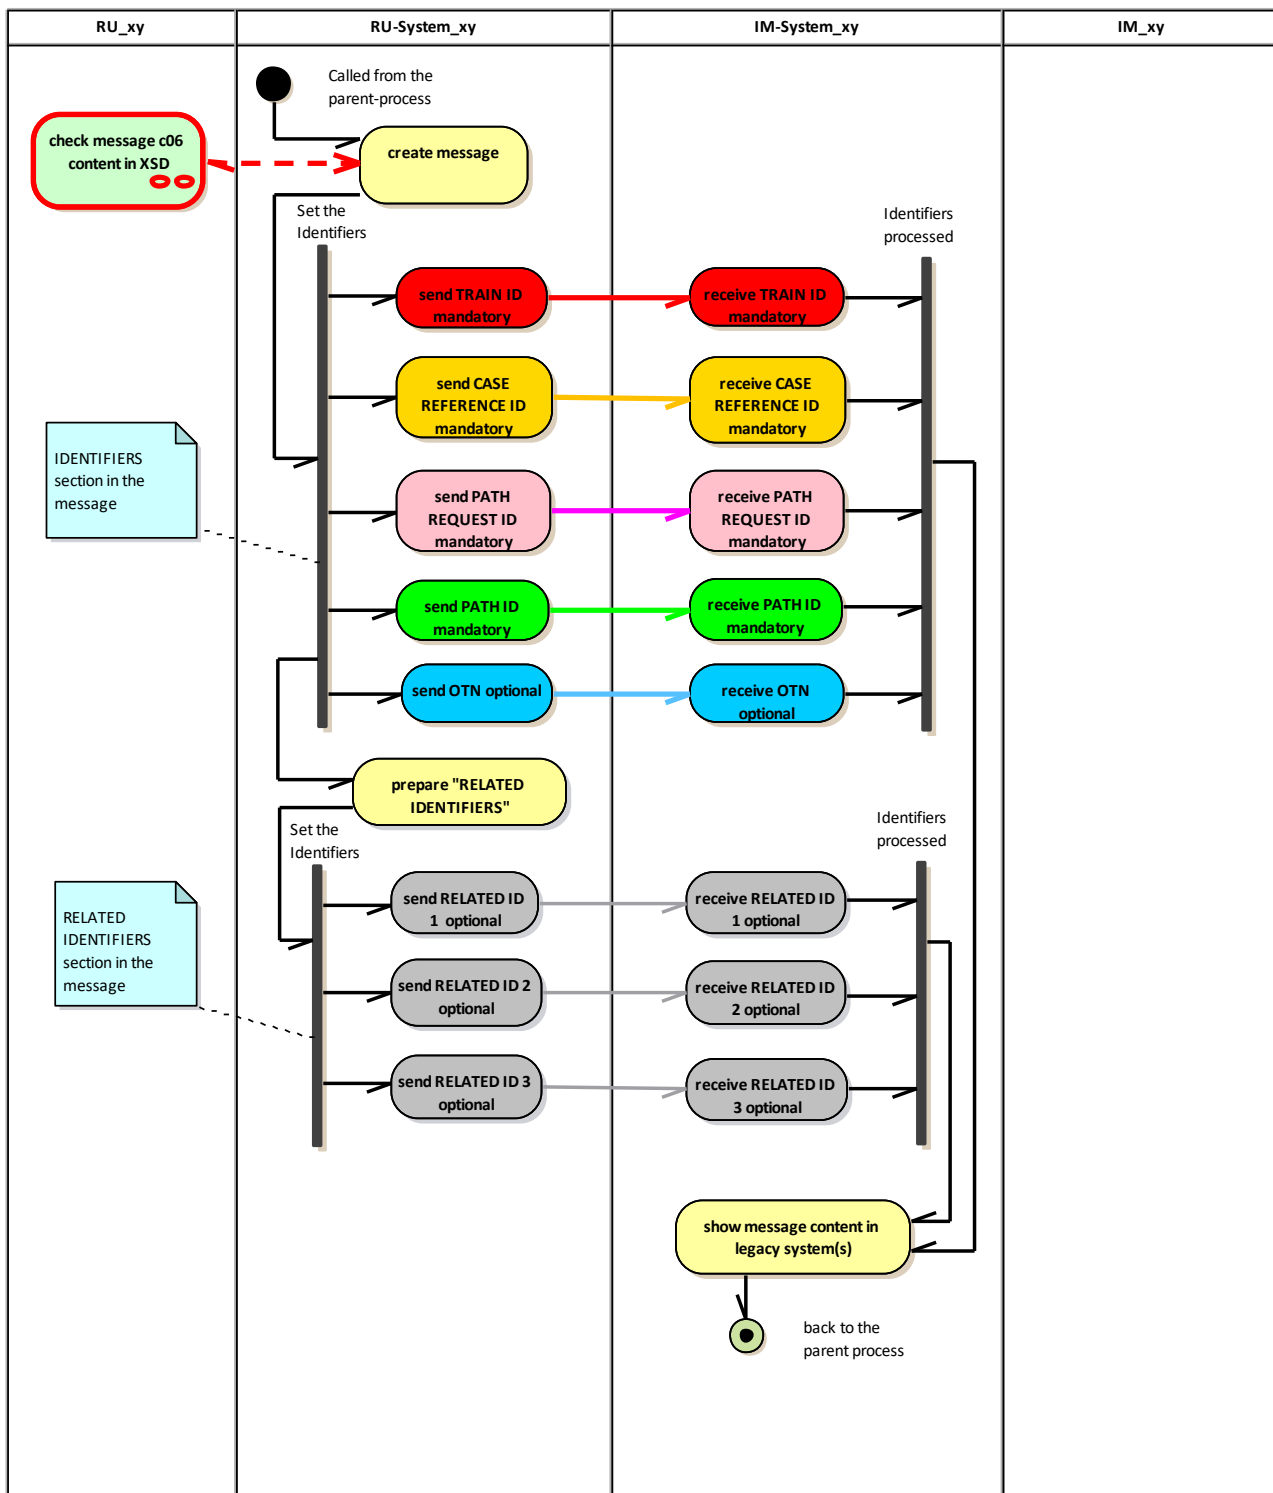 RU_xy
RU-System_xy
IM-System_xy
IM_xy
Called from the
parent-process
check message c06
content in XSD
create message
Set the
Identifiers
Identifiers
processed
send TRAIN ID
mandatory
receive TRAIN ID
mandatory
send CASE
REFERENCE ID
mandatory
receive CASE
REFERENCE ID
mandatory
IDENTIFIERS
section in the
message
send PATH
REQUEST ID
mandatory
receive PATH
REQUEST ID
mandatory
send PATH ID
mandatory
receive PATH ID
mandatory
send OTN optional
receive OTN
optional
prepare "RELATED
IDENTIFIERS"
Set the
Identifiers
Identifiers
processed
RELATED
IDENTIFIERS
section in the
message
send RELATED ID
1  optional
receive RELATED ID
1 optional
send RELATED ID 2
optional
receive RELATED ID
2 optional
send RELATED ID 3
optional
receive RELATED ID
3 optional
show message content in
legacy system(s)
back to the
parent process